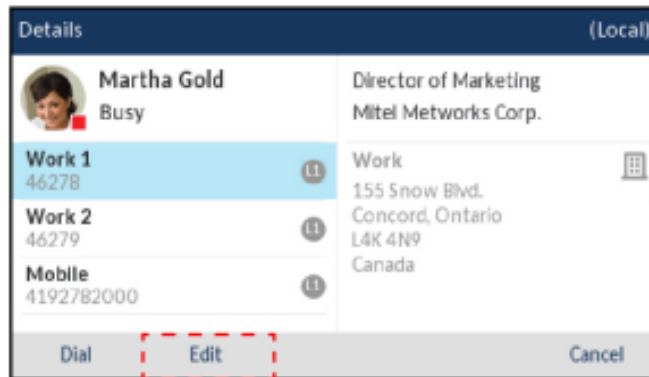 Details (Local)
Martha Gold
Busy
Director of Marketing
Mitel Metworks Corp.
Work 1
46278
L1
Work 2
46279
L1
Mobile
4192782000
L1
Work
155 Snow Blvd.
Concord, Ontario
L4K 4N9
Canada
Dial Edit Cancel